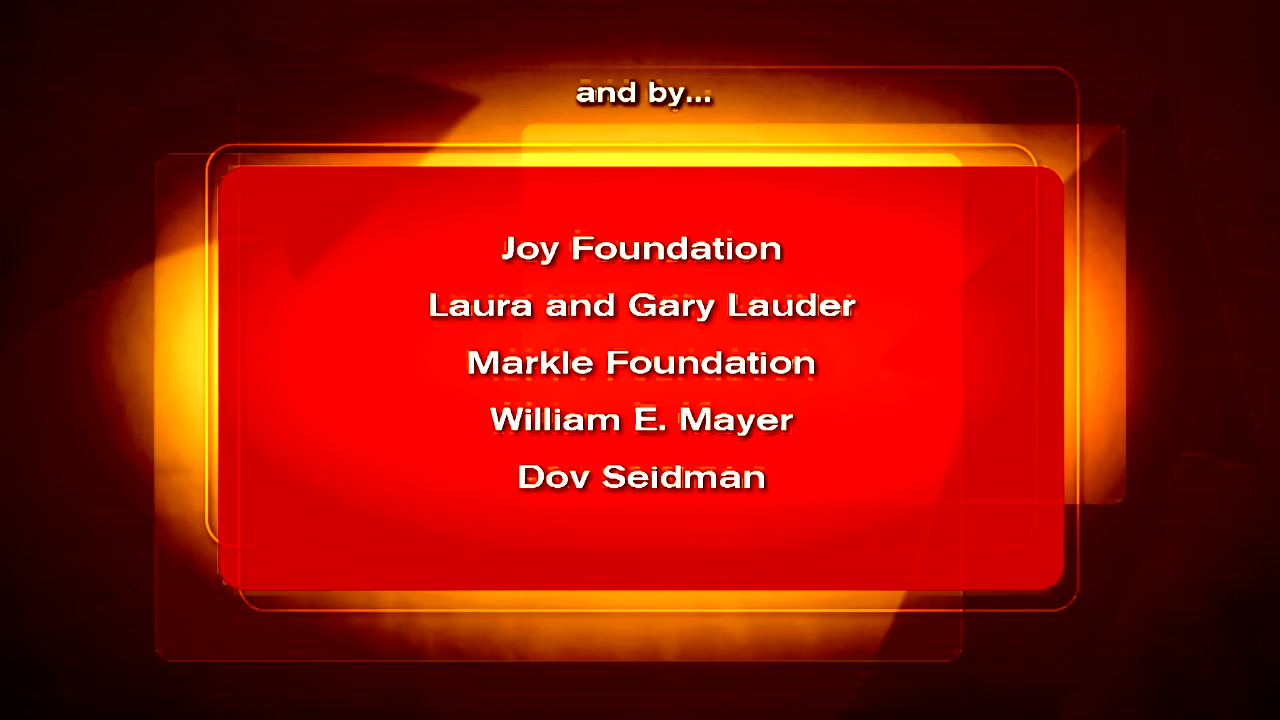 and by...
Joy Foundation
Laura and Gary Lauder
Markle Foundation
William E. Mayer
Dov Seidman